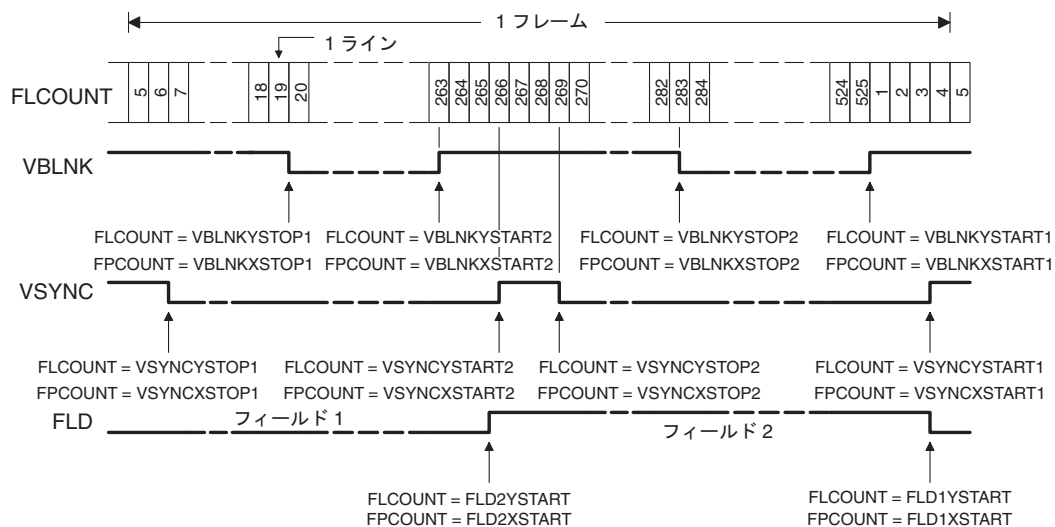 1 フレーム
1 ライン
FLCOUNT
5 6 7 18 19 20 263 264 265 266 267 268 269 270 282 283 284 524 525 1 2 3 4 5
VBLNK
FLCOUNT = VBLNKYSTOP1
FPCOUNT = VBLNKXSTOP1
FLCOUNT = VBLNKYSTART2
FPCOUNT = VBLNKXSTART2
FLCOUNT = VBLNKYSTOP2
FPCOUNT = VBLNKXSTOP2
FLCOUNT = VBLNKYSTART1
FPCOUNT = VBLNKXSTART1
VSYNC
FLCOUNT = VSYNCYSTOP1
FPCOUNT = VSYNCXSTOP1
FLCOUNT = VSYNCYSTART2
FPCOUNT = VSYNCXSTART2
FLCOUNT = VSYNCYSTOP2
FPCOUNT = VSYNCXSTOP2
FLCOUNT = VSYNCYSTART1
FPCOUNT = VSYNCXSTART1
FLD
フィールド 1
フィールド 2
FLCOUNT = FLD2YSTART
FPCOUNT = FLD2XSTART
FLCOUNT = FLD1YSTART
FPCOUNT = FLD1XSTART